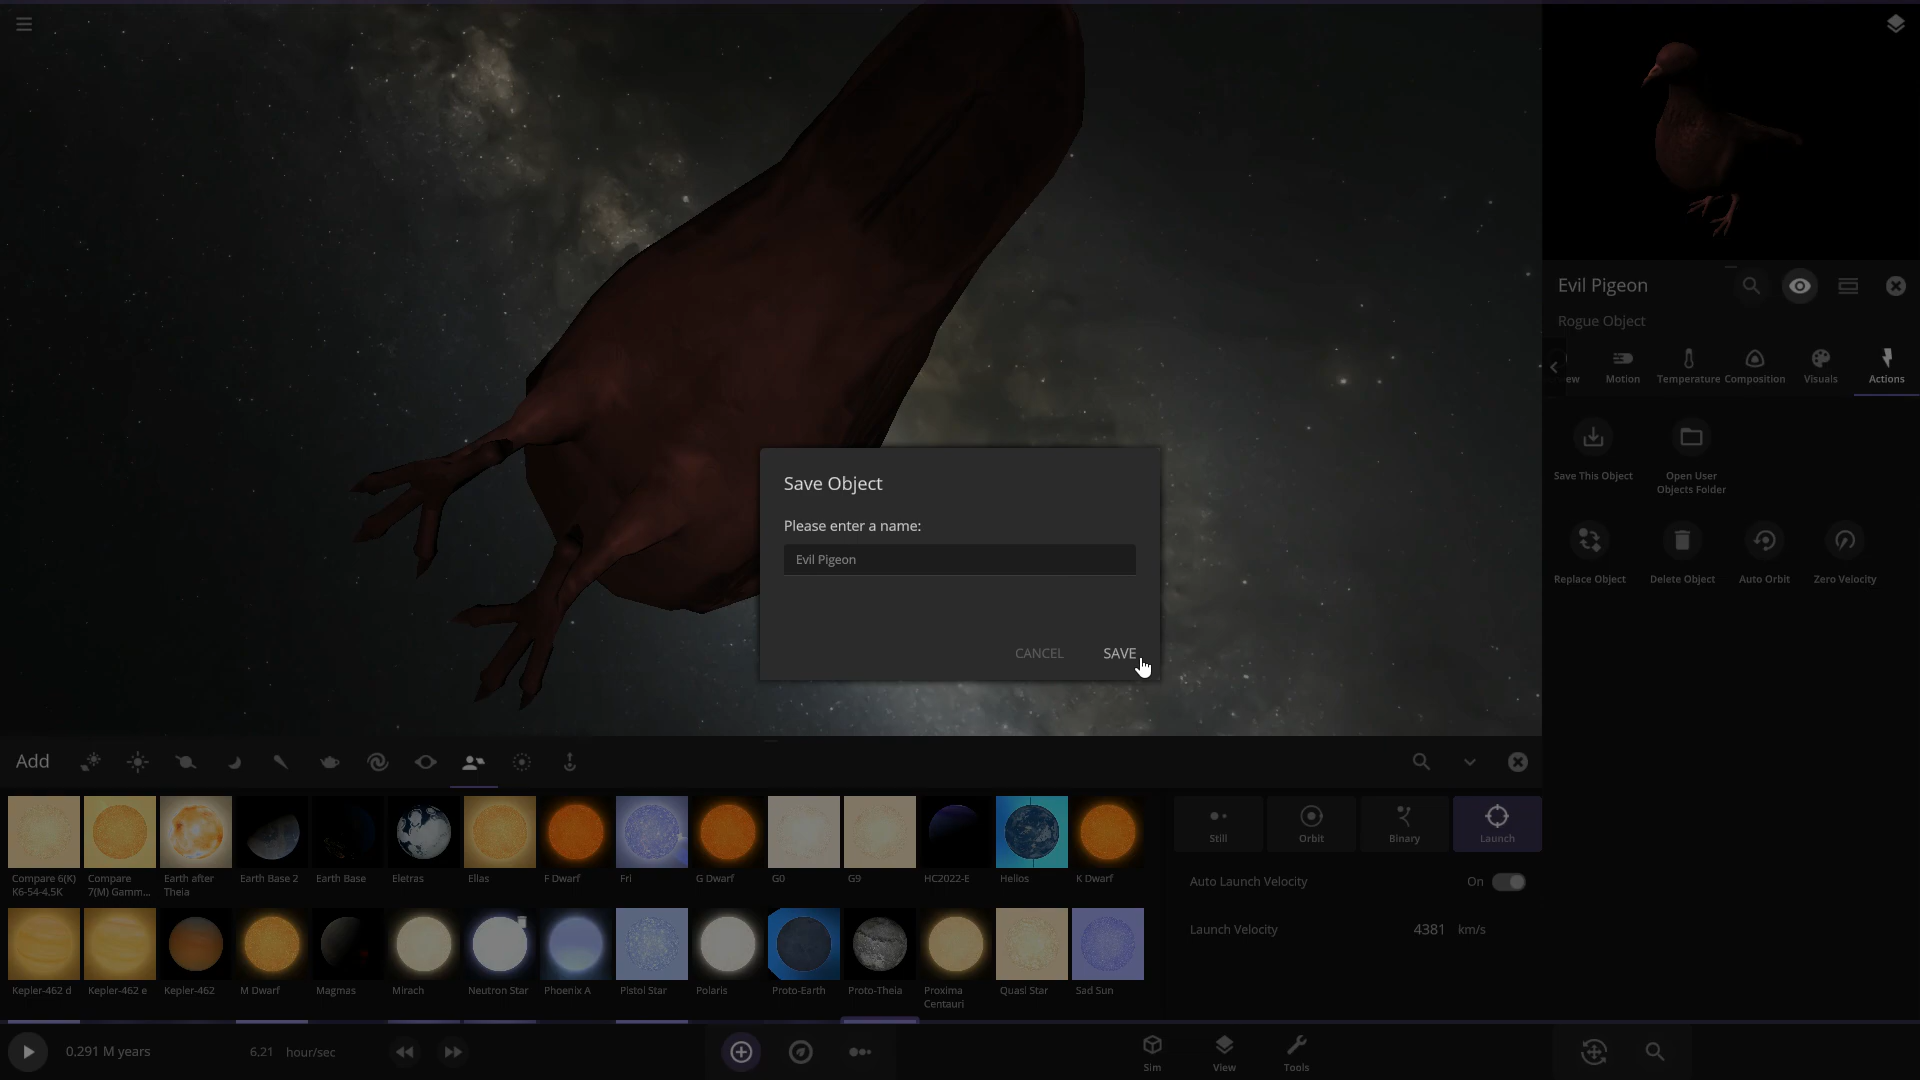 Evil Pigeon
Rogue Object
ew
Motion
Temperature
Composition
Visuals
Actions
Save This Object
Open User
Objects Folder
Replace Object
Delete Object
Auto Orbit
Zero Velocity
Save Object
Please enter a name:
Evil Pigeon
CANCEL
SAVE
Add
Compare 6(K)
K6-54-4.5K
Compare
7(M) Gamm...
Earth after
Theia
Earth Base 2
Earth Base
Eletras
Ellas
F Dwarf
Fri
G Dwarf
G0
G9
HC2022-E
Helios
K Dwarf
Kepler-462 d
Kepler-462 e
Kepler-462
M Dwarf
Magmas
Mirach
Neutron Star
Phoenix A
Pistol Star
Polaris
Proto-Earth
Proto-Theia
Proxima
Centauri
Quasi Star
Sad Sun
Still
Orbit
Binary
Launch
Auto Launch Velocity
On
Launch Velocity
4381 km/s
0.291 M years
6.21 hour/sec
Sim
View
Tools